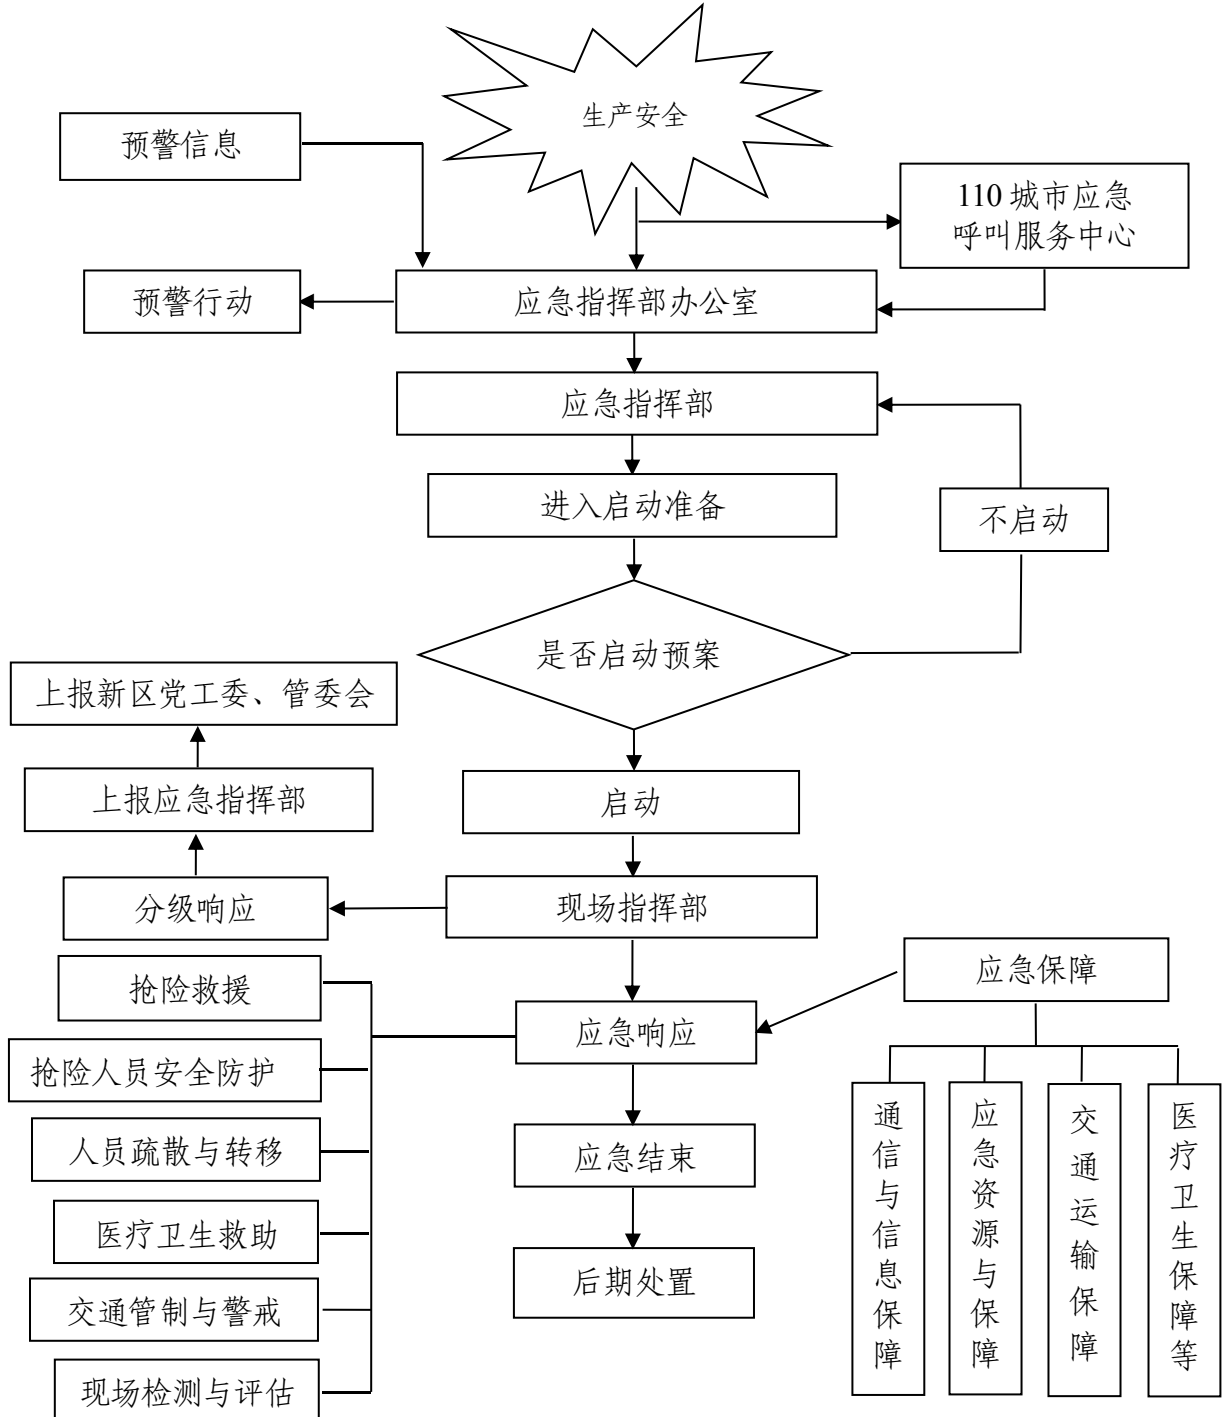 生产安全
预警信息
110 城市应急
呼叫服务中心
预警行动
应急指挥部办公室
应急指挥部
进入启动准备
不启动
是否启动预案
上报新区党工委、管委会
上报应急指挥部
启动
分级响应
现场指挥部
应急保障
抢险救援
应急响应
抢险人员安全防护
人员疏散与转移
应急结束
医疗卫生救助
后期处置
交通管制与警戒
现场检测与评估
通信与信息保障
应急资源与保障
交通运输保障
医疗卫生保障等